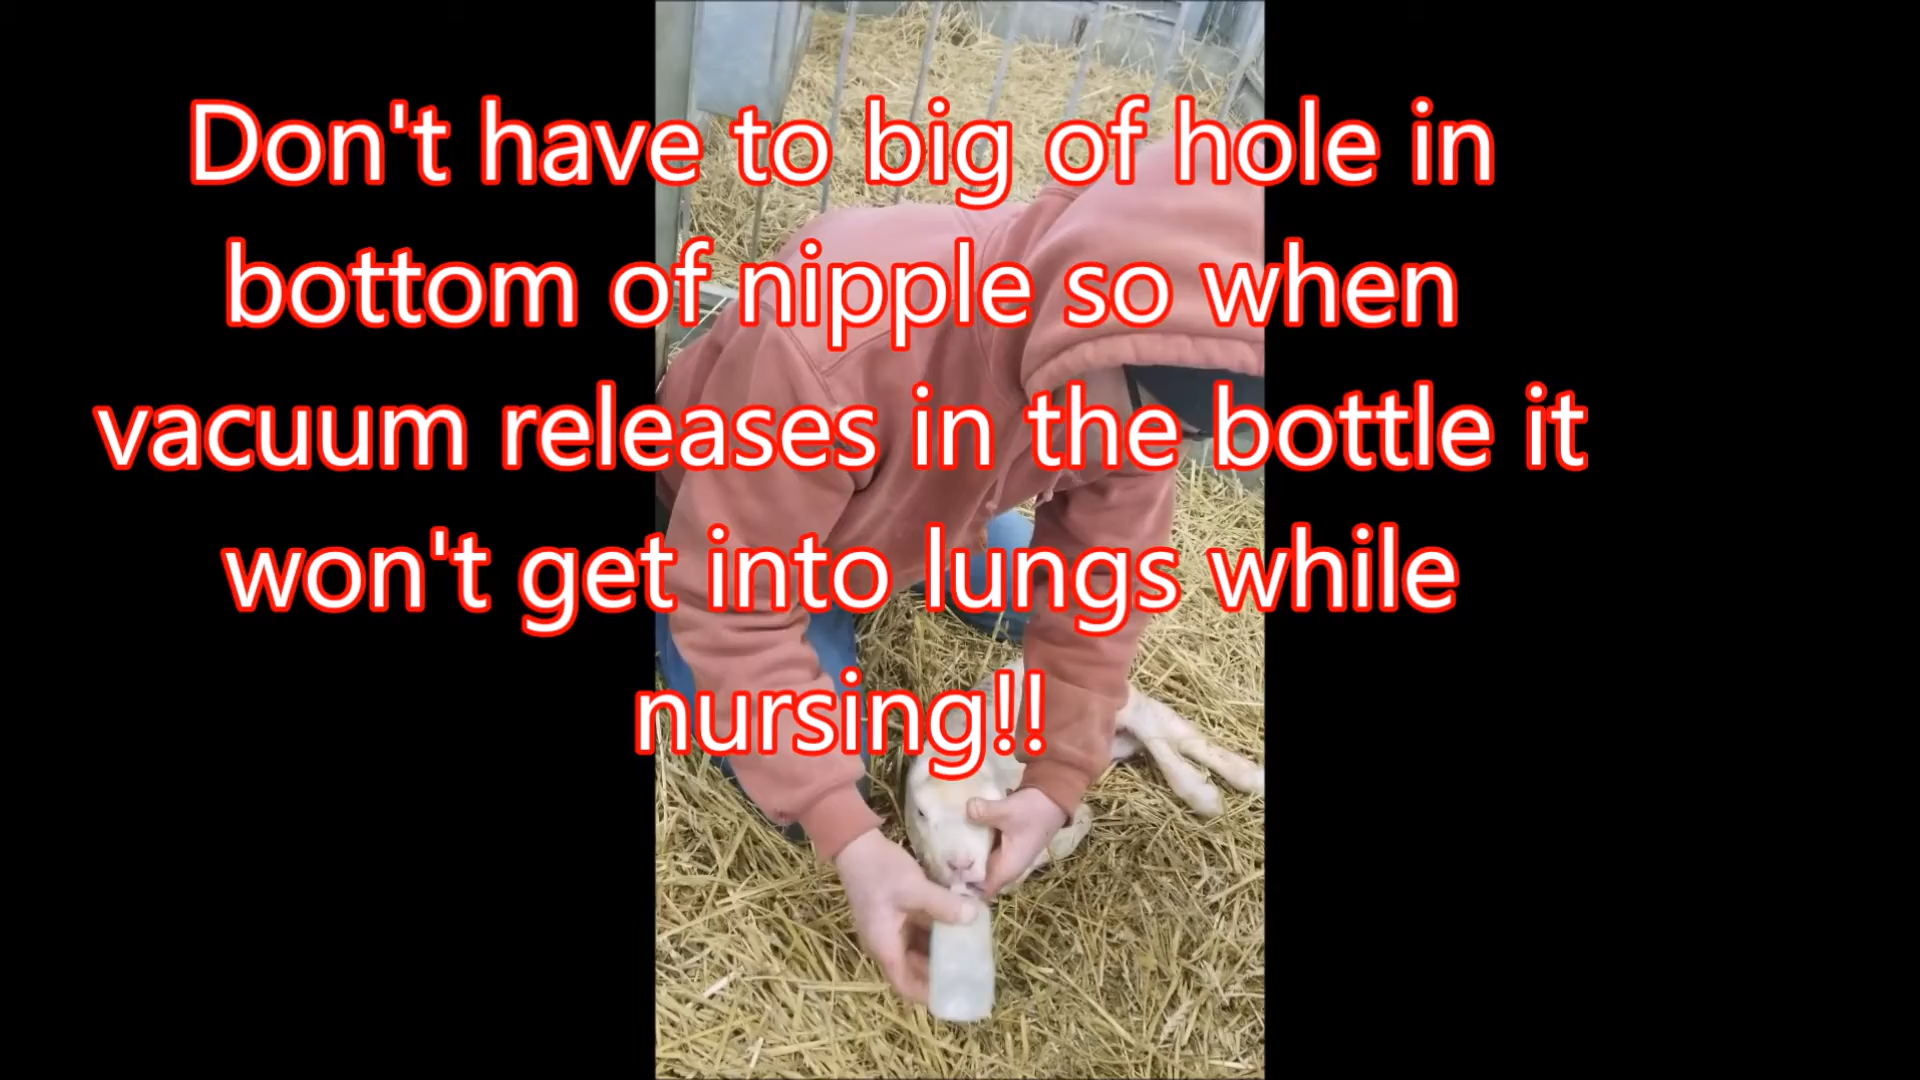 Don't have to big of hole in
bottom of nipple so when
vacuum releases in the bottle it
won't get into lungs while
nursing!!